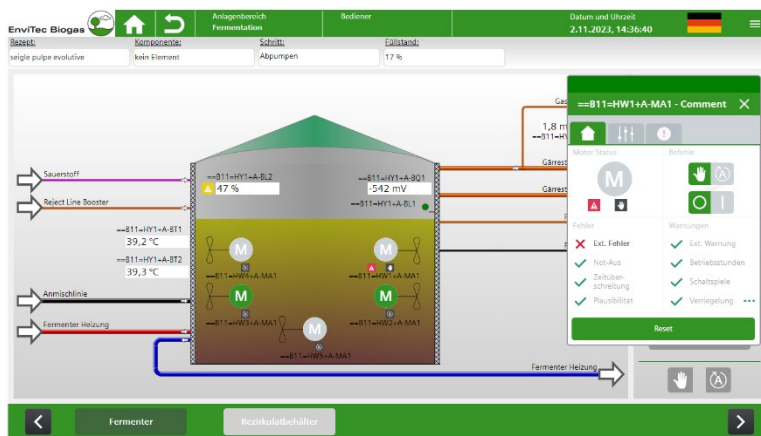 EnviTec Biogas
Anlagenbereich
Fermentation
Bediener
Datum und Uhrzeit
2.11.2023, 14:36:40
Rezept:
Komponente:
Schritt:
Füllstand:
seigle pulpe evolutive
kein Element
Abpumpen
17 %
Gas
1,8 m
==B11=HY
Gärrest
Gärrest
Sauerstoff
Reject Line Booster
==B11=HY1+A-BL2
47 %
==B11=HY1+A-BQ1
-542 mV
==B11=HY1+A-BL1
==B11=HY1+A-BT1
39,2 °C
==B11=HY1+A-BT2
39,3 °C
M
M
==B11=HW4+A-MA1
==B11=HW1+A-MA1
Anmischlinie
M
M
==B11=HW3+A-MA1
==B11=HW2+A-MA1
Fermenter Heizung
M
==B11=HW5+A-MA1
Fermenter Heizung
==B11=HW1+A-MA1 - Comment
Motor Status
Befehle
M
A
Fehler
Warnungen
Ext. Fehler
Ext. Warnung
Not-Aus
Betriebsstunden
Zeitüber-
schreitung
Schaltspiele
Plausibilität
Verriegelung
Reset
A
Fermenter
Rezirkulatbehälter